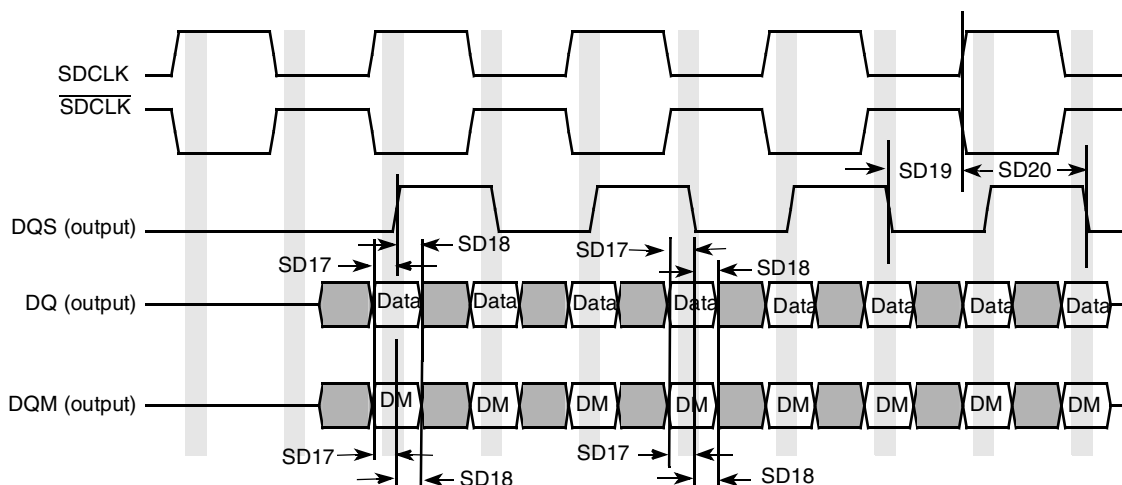 SDCLK
SDCLK
SD19 SD20
DQS (output)
SD18
SD17
SD17
SD18
DQ (output) Data Data Data Data Data Data Data Data
DQM (output) DM DM DM DM DM DM DM DM
SD17
SD17
SD18
SD18